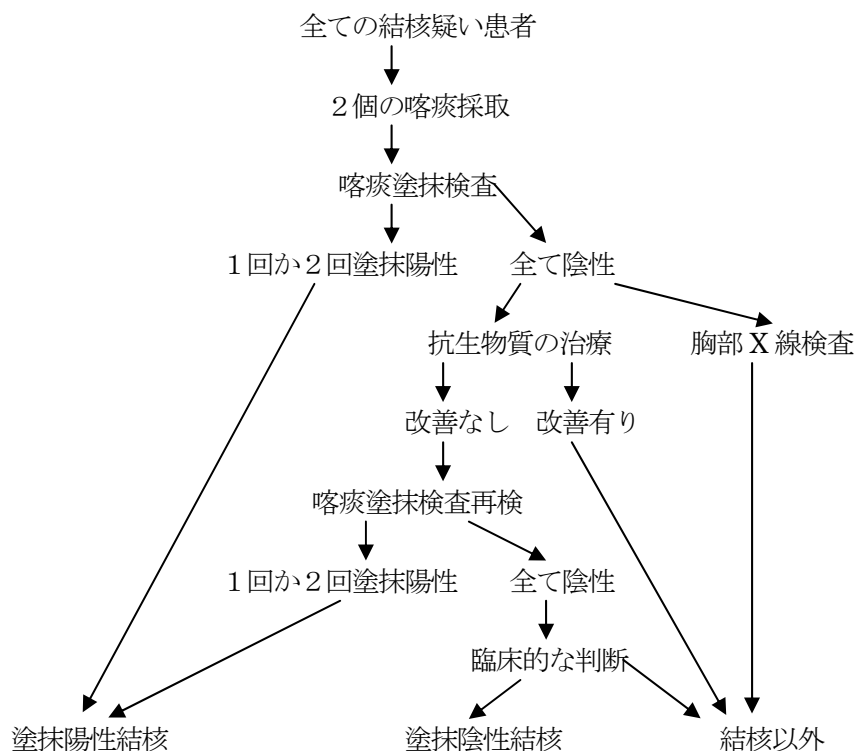 全ての結核疑い患者
２個の喀痰採取
喀痰塗抹検査
１回か２回塗抹陽性
全て陰性
抗生物質の治療
胸部 X 線検査
改善なし
改善有り
喀痰塗抹検査再検
１回か２回塗抹陽性
全て陰性
臨床的な判断
塗抹陽性結核
塗抹陰性結核
結核以外